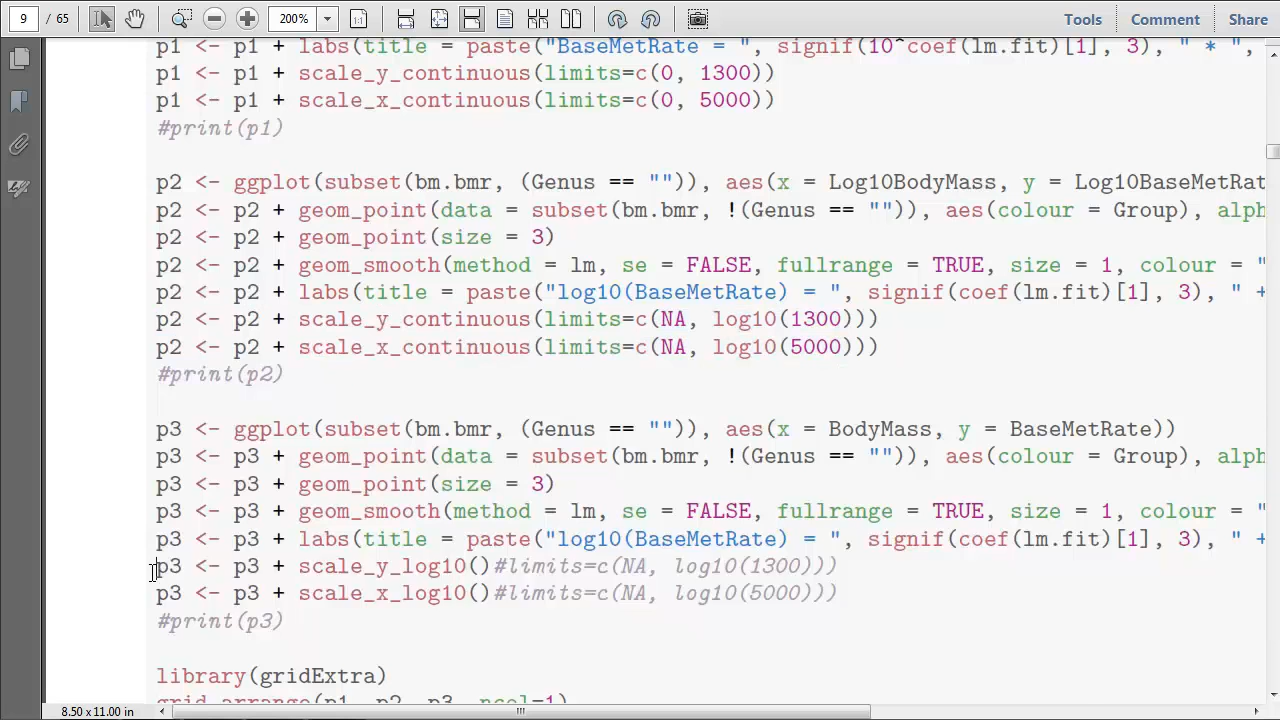 9 / 65 200% Tools Comment Share
p1 <- p1 + labs(title = paste("BaseMetRate = ", signif(10^coef(lm.fit)[1], 3), " * ",
p1 <- p1 + scale_y_continuous(limits=c(0, 1300))
p1 <- p1 + scale_x_continuous(limits=c(0, 5000))
#print(p1)
p2 <- ggplot(subset(bm.bmr, (Genus == "")), aes(x = Log10BodyMass, y = Log10BaseMetRat
p2 <- p2 + geom_point(data = subset(bm.bmr, !(Genus == "")), aes(colour = Group), alph
p2 <- p2 + geom_point(size = 3)
p2 <- p2 + geom_smooth(method = lm, se = FALSE, fullrange = TRUE, size = 1, colour = "
p2 <- p2 + labs(title = paste("log10(BaseMetRate) = ", signif(coef(lm.fit)[1], 3), " +
p2 <- p2 + scale_y_continuous(limits=c(NA, log10(1300)))
p2 <- p2 + scale_x_continuous(limits=c(NA, log10(5000)))
#print(p2)
p3 <- ggplot(subset(bm.bmr, (Genus == "")), aes(x = BodyMass, y = BaseMetRate))
p3 <- p3 + geom_point(data = subset(bm.bmr, !(Genus == "")), aes(colour = Group), alph
p3 <- p3 + geom_point(size = 3)
p3 <- p3 + geom_smooth(method = lm, se = FALSE, fullrange = TRUE, size = 1, colour = "
p3 <- p3 + labs(title = paste("log10(BaseMetRate) = ", signif(coef(lm.fit)[1], 3), " +
p3 <- p3 + scale_y_log10()#limits=c(NA, log10(1300)))
p3 <- p3 + scale_x_log10()#limits=c(NA, log10(5000)))
#print(p3)
library(gridExtra)
grid.arrange(p1, p2, p3, ncol=1)
8.50 x 11.00 in